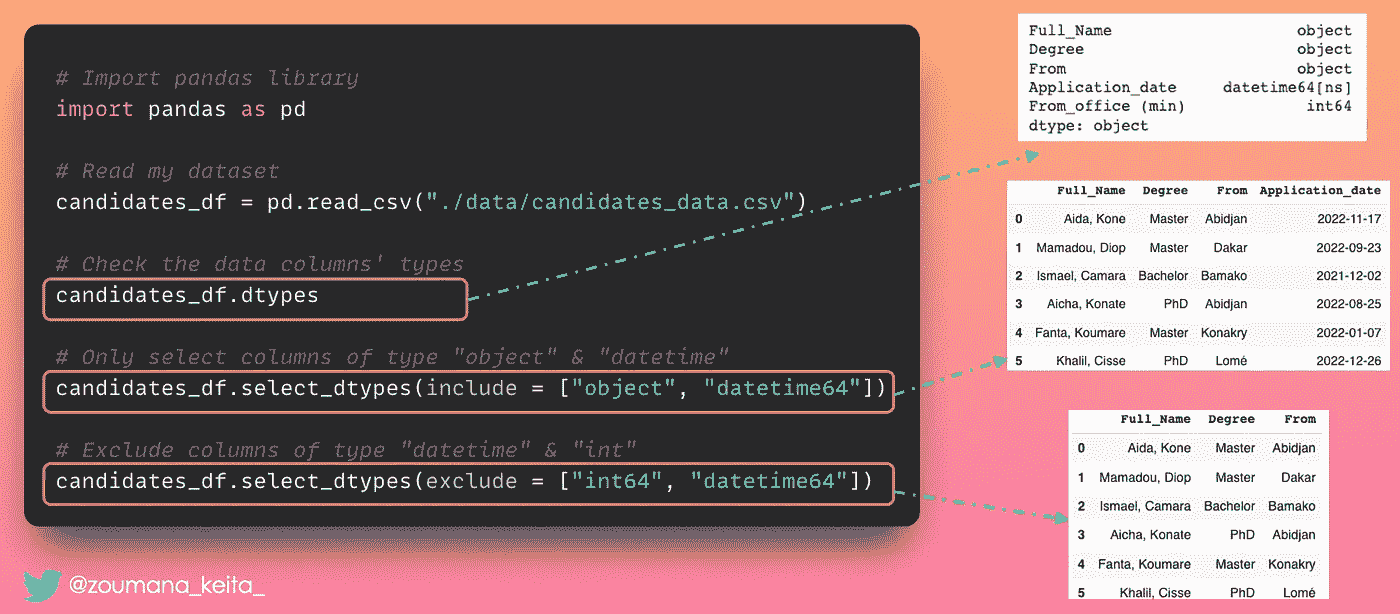 # Import pandas library
import pandas as pd
# Read my dataset
candidates_df = pd.read_csv("./data/candidates_data.csv")
# Check the data columns' types
candidates_df.dtypes
# Only select columns of type "object" & "datetime"
candidates_df.select_dtypes(include = ["object", "datetime64"])
# Exclude columns of type "datetime" & "int"
candidates_df.select_dtypes(exclude = ["int64", "datetime64"])
@zoumana_keita_
Full_Name object
Degree object
From object
Application_date datetime64[ns]
From_office (min) int64
dtype: object
Full_Name Degree From Application_date
0 Aida, Kone Master Abidjan 2022-11-17
1 Mamadou, Diop Master Dakar 2022-09-23
2 Ismael, Camara Bachelor Bamako 2021-12-02
3 Aicha, Konate PhD Abidjan 2022-08-25
4 Fanta, Koumare Master Konakry 2022-01-07
5 Khalil, Cisse PhD Lomé 2022-12-26
Full_Name Degree From
0 Aida, Kone Master Abidjan
1 Mamadou, Diop Master Dakar
2 Ismael, Camara Bachelor Bamako
3 Aicha, Konate PhD Abidjan
4 Fanta, Koumare Master Konakry
5 Khalil, Cisse PhD Lomé